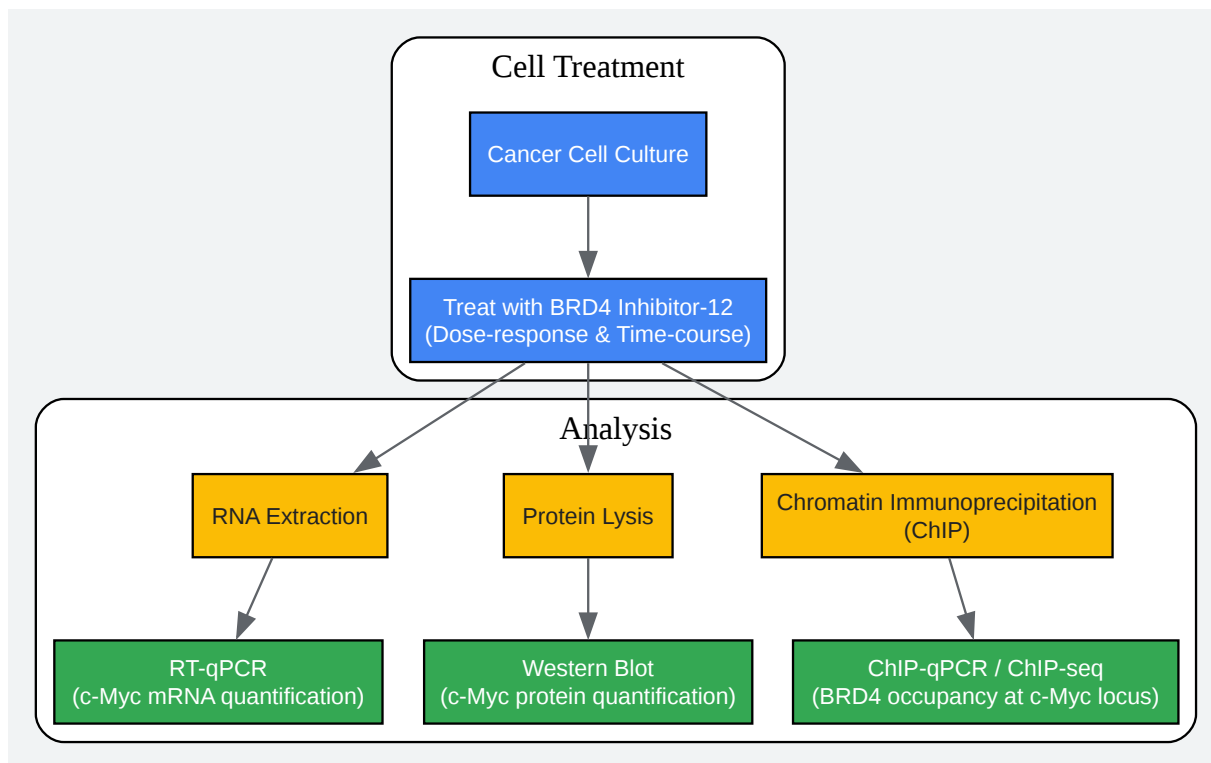 Cell Treatment
Cancer Cell Culture
Treat with BRD4 Inhibitor-12
(Dose-response & Time-course)
Analysis
RNA Extraction
Protein Lysis
Chromatin Immunoprecipitation
(ChIP)
RT-qPCR
(c-Myc mRNA quantification)
Western Blot
(c-Myc protein quantification)
ChIP-qPCR / ChIP-seq
(BRD4 occupancy at c-Myc locus)